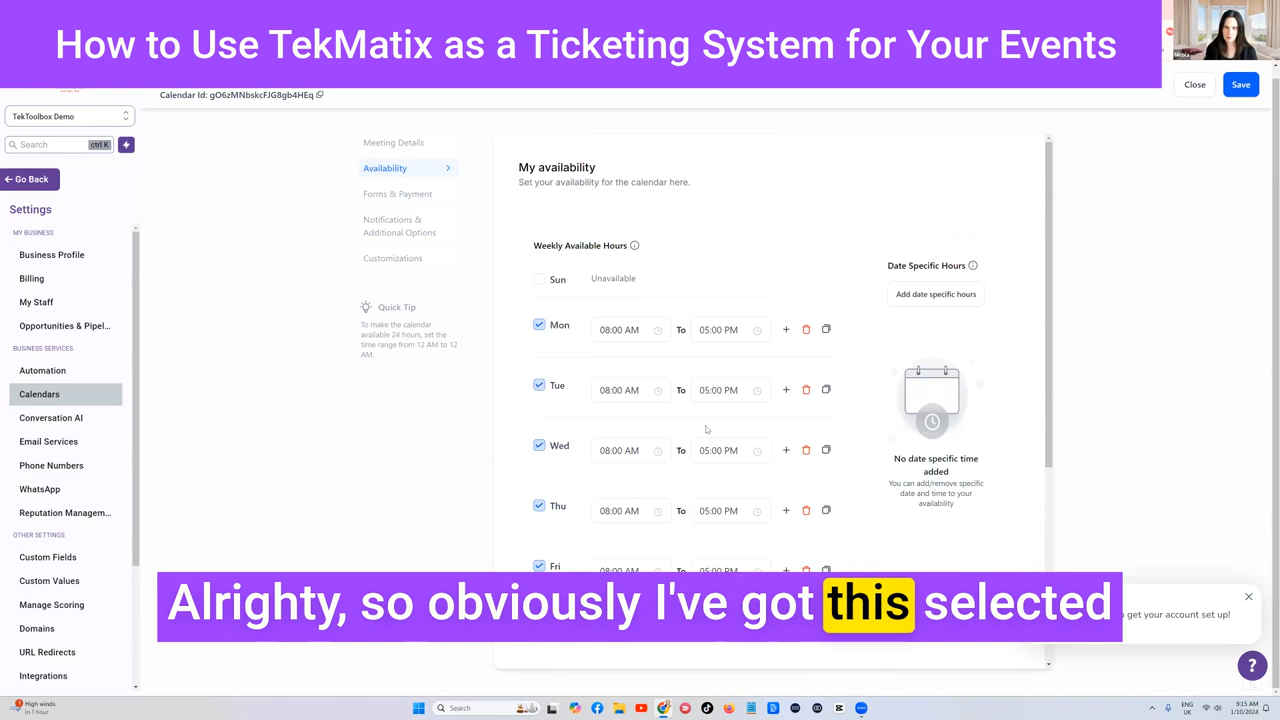 How to Use TekMatix as a Ticketing System for Your Events
Nicola
Calendar Id: gO6zMNbskcFJG8gb4HEq
Close
Save
TekToolbox Demo
Search
ctrl K
Go Back
Settings
MY BUSINESS
Business Profile
Billing
My Staff
Opportunities & Pipel...
BUSINESS SERVICES
Automation
Calendars
Conversation AI
Email Services
Phone Numbers
WhatsApp
Reputation Managem...
OTHER SETTINGS
Custom Fields
Custom Values
Manage Scoring
Domains
URL Redirects
Integrations
Meeting Details
Availability
Forms & Payment
Notifications &
Additional Options
Customizations
Quick Tip
To make the calendar
available 24 hours, set the
time range from 12 AM to 12
AM.
My availability
Set your availability for the calendar here.
Weekly Available Hours
Sun Unavailable
Mon 08:00 AM To 05:00 PM
Tue 08:00 AM To 05:00 PM
Wed 08:00 AM To 05:00 PM
Thu 08:00 AM To 05:00 PM
Fri 08:00 AM To 05:00 PM
Date Specific Hours
Add date specific hours
No date specific time
added
You can add/remove specific
date and time to your
availability
Alrighty, so obviously I've got this selected
to get your account set up!
?
High winds
In 1 hour
Search
ENG
UK
9:15 AM
1/10/2024